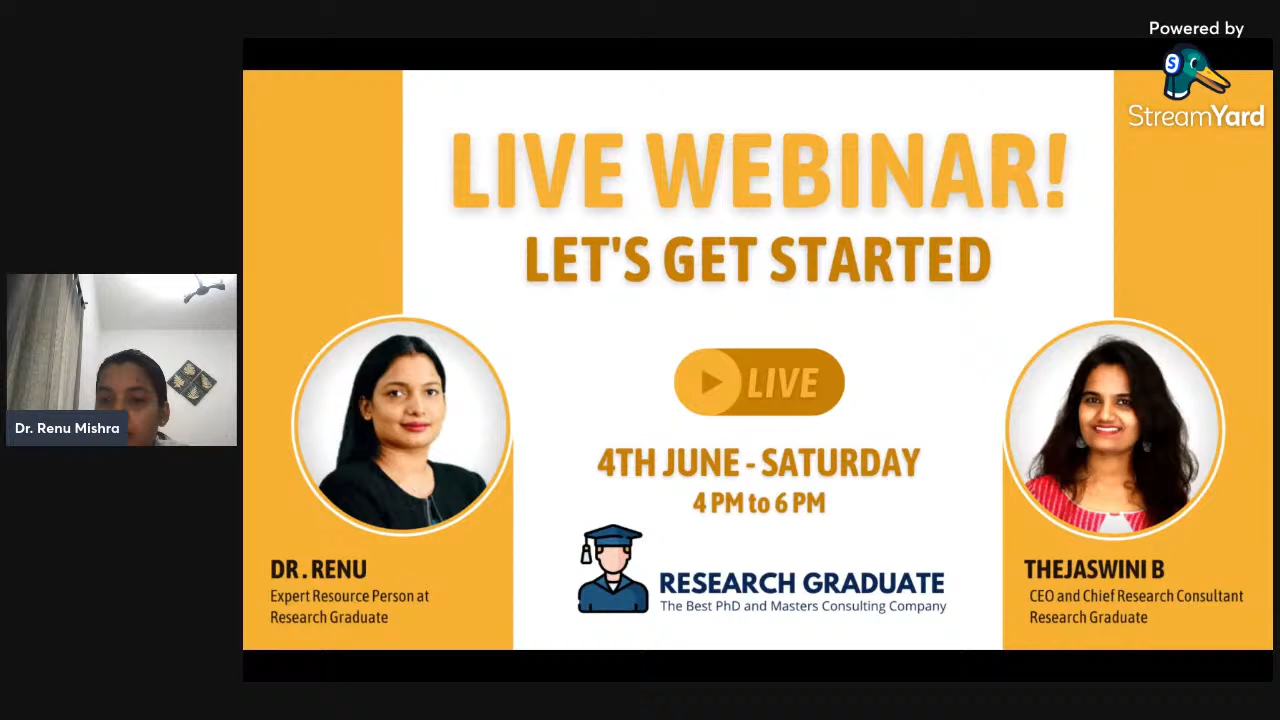 Powered by
S
StreamYard
LIVE WEBINAR!
LET'S GET STARTED
LIVE
4TH JUNE - SATURDAY
4 PM to 6 PM
RESEARCH GRADUATE
The Best PhD and Masters Consulting Company
DR . RENU
Expert Resource Person at
Research Graduate
THEJASWINI B
CEO and Chief Research Consultant
Research Graduate
Dr. Renu Mishra